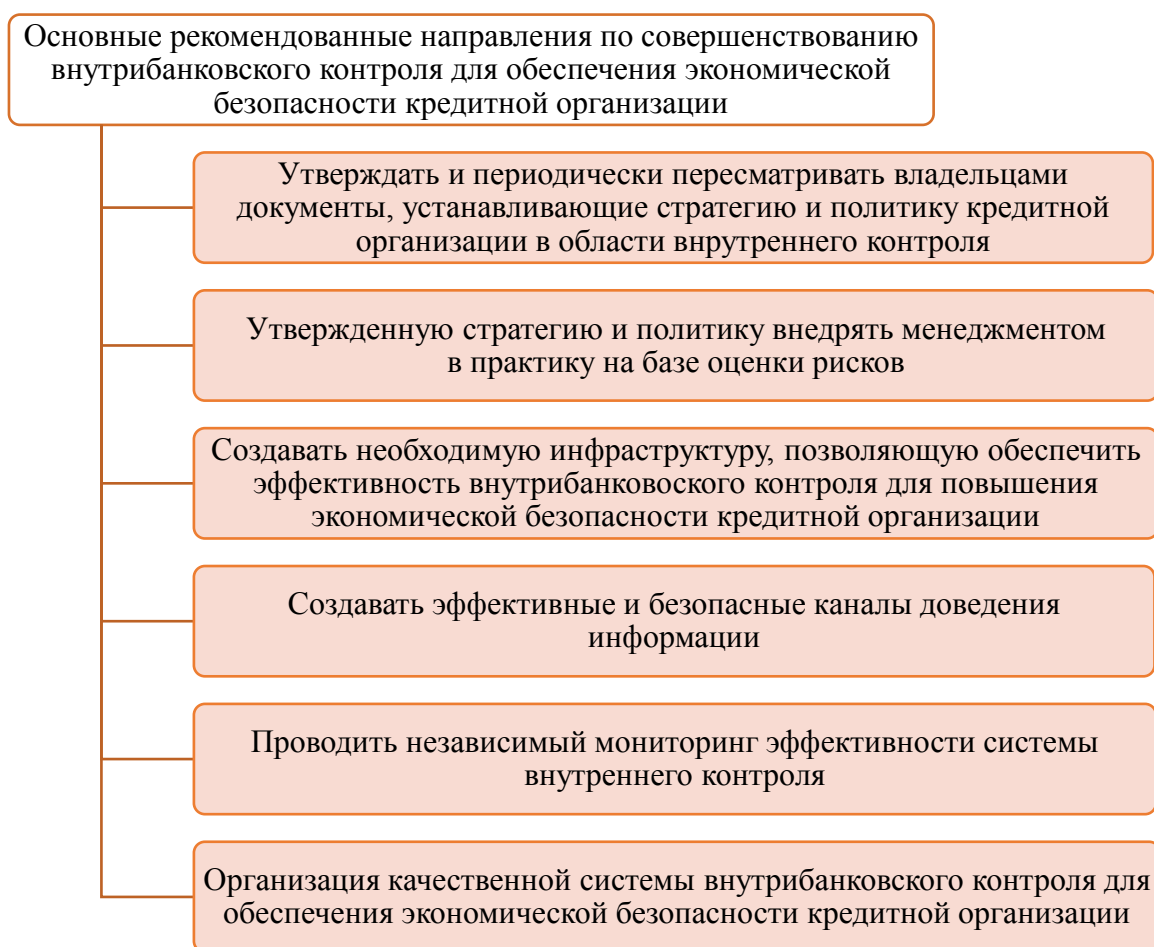 Основные рекомендованные направления по совершенствованию
внутрибанковского контроля для обеспечения экономической
безопасности кредитной организации
Утверждать и периодически пересматривать владельцами
документы, устанавливающие стратегию и политику кредитной
организации в области внрутреннего контроля
Утвержденную стратегию и политику внедрять менеджментом
в практику на базе оценки рисков
Создавать необходимую инфраструктуру, позволяющую обеспечить
эффективность внутрибанковоского контроля для повышения
экономической безопасности кредитной организации
Создавать эффективные и безопасные каналы доведения
информации
Проводить независимый мониторинг эффективности системы
внутреннего контроля
Организация качественной системы внутрибанковского контроля для
обеспечения экономической безопасности кредитной организации